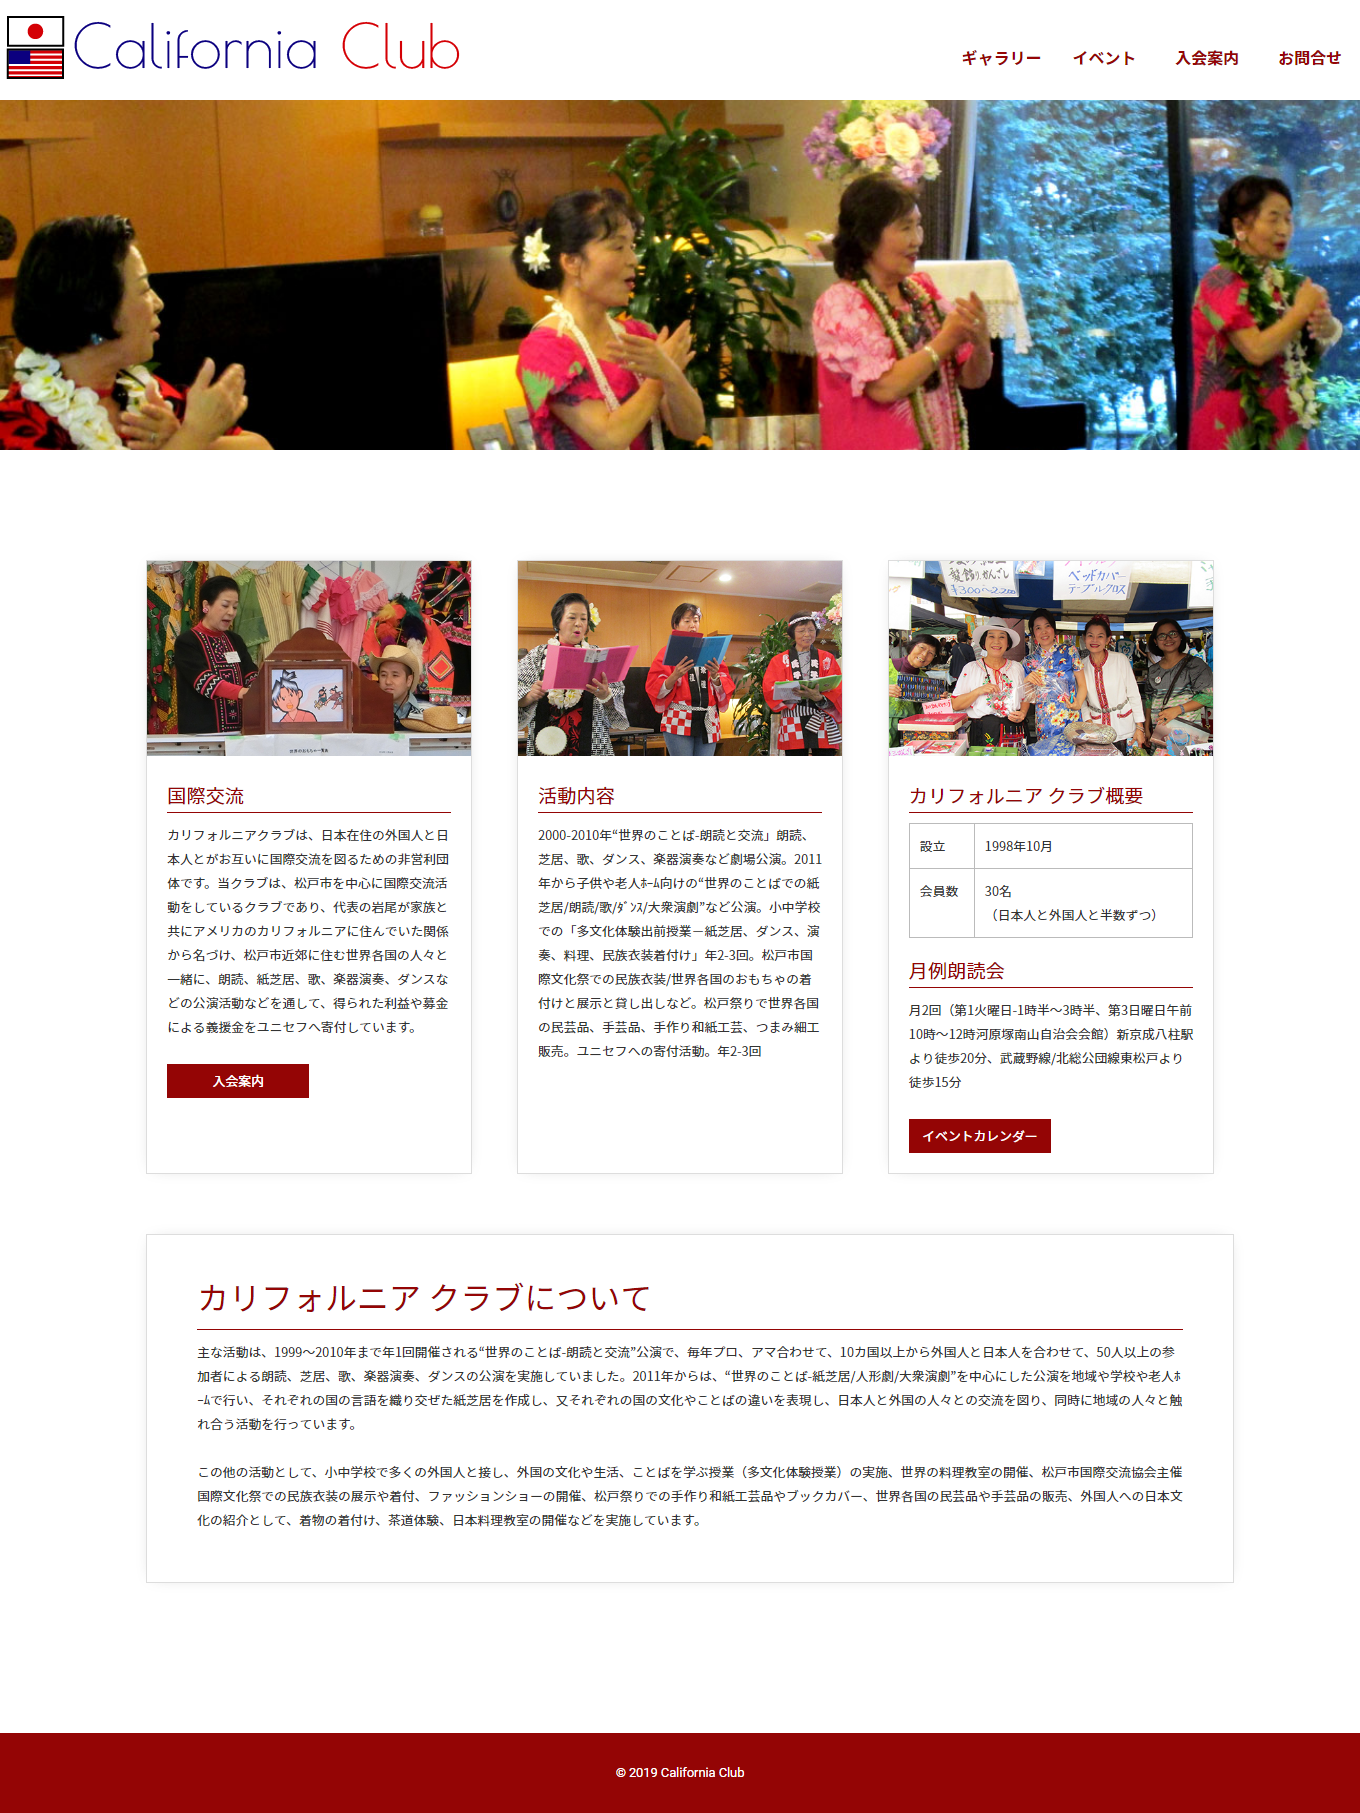 California Club
ギャラリー イベント 入会案内 お問合せ
髪飾り,かんざし
¥300～2,200
ベッドカバー
テーブルクロス
国際交流
カリフォルニアクラブは、日本在住の外国人と日
本人とがお互いに国際交流を図るための非営利団
体です。当クラブは、松戸市を中心に国際交流活
動をしているクラブであり、代表の岩尾が家族と
共にアメリカのカリフォルニアに住んでいた関係
から名づけ、松戸市近郊に住む世界各国の人々と
一緒に、朗読、紙芝居、歌、楽器演奏、ダンスな
どの公演活動などを通して、得られた利益や募金
による義援金をユニセフへ寄付しています。
入会案内
活動内容
2000-2010年“世界のことば-朗読と交流」朗読、
芝居、歌、ダンス、楽器演奏など劇場公演。2011
年から子供や老人ﾎｰﾑ向けの“世界のことばでの紙
芝居/朗読/歌/ﾀﾞﾝｽ/大衆演劇”など公演。小中学校
での「多文化体験出前授業－紙芝居、ダンス、演
奏、料理、民族衣装着付け」年2-3回。松戸市国
際文化祭での民族衣装/世界各国のおもちゃの着
付けと展示と貸し出しなど。松戸祭りで世界各国
の民芸品、手芸品、手作り和紙工芸、つまみ細工
販売。ユニセフへの寄付活動。年2-3回
カリフォルニア クラブ概要
設立 1998年10月
会員数 30名
（日本人と外国人と半数ずつ）
月例朗読会
月2回（第1火曜日-1時半～3時半、第3日曜日午前
10時～12時河原塚南山自治会会館）新京成八柱駅
より徒歩20分、武蔵野線/北総公団線東松戸より
徒歩15分
イベントカレンダー
カリフォルニア クラブについて
主な活動は、1999～2010年まで年1回開催される“世界のことば-朗読と交流”公演で、毎年プロ、アマ合わせて、10カ国以上から外国人と日本人を合わせて、50人以上の参
加者による朗読、芝居、歌、楽器演奏、ダンスの公演を実施していました。2011年からは、“世界のことば-紙芝居/人形劇/大衆演劇”を中心にした公演を地域や学校や老人ﾎ
ｰﾑで行い、それぞれの国の言語を織り交ぜた紙芝居を作成し、又それぞれの国の文化やことばの違いを表現し、日本人と外国の人々との交流を図り、同時に地域の人々と触
れ合う活動を行っています。
この他の活動として、小中学校で多くの外国人と接し、外国の文化や生活、ことばを学ぶ授業（多文化体験授業）の実施、世界の料理教室の開催、松戸市国際交流協会主催
国際文化祭での民族衣装の展示や着付、ファッションショーの開催、松戸祭りでの手作り和紙工芸品やブックカバー、世界各国の民芸品や手芸品の販売、外国人への日本文
化の紹介として、着物の着付け、茶道体験、日本料理教室の開催などを実施しています。
© 2019 California Club